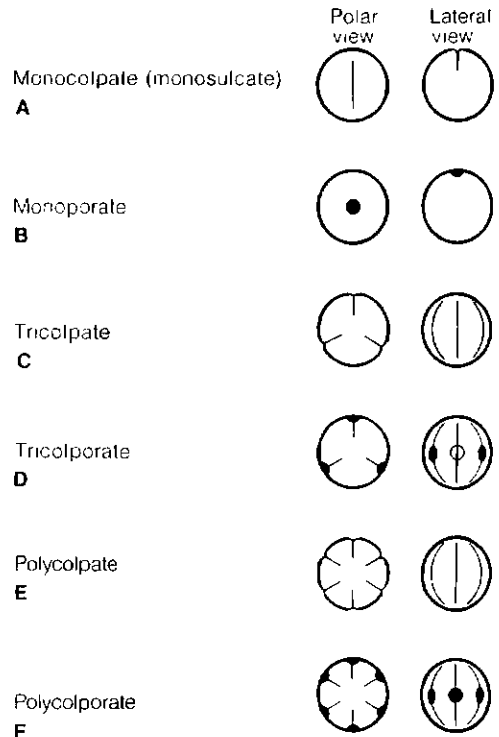 Polar Lateral
view view
Monocolpate (monosulcate)
A
Monoporate
B
Tricolpate
C
Tricolporate
D
Polycolpate
E
Polycolporate
F